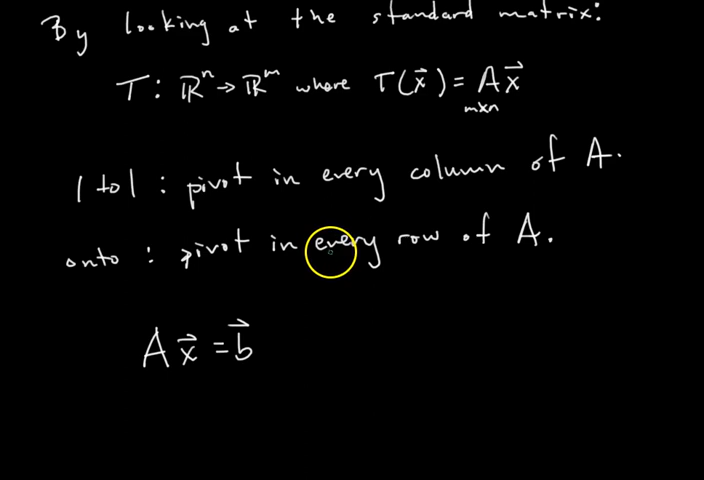 By looking at the standard matrix:
T: ℝⁿ → ℝᵐ where T(x⃗) = Ax⃗
m×n
1 to 1 : pivot in every column of A.
onto : pivot in every row of A.
Ax⃗ = b⃗